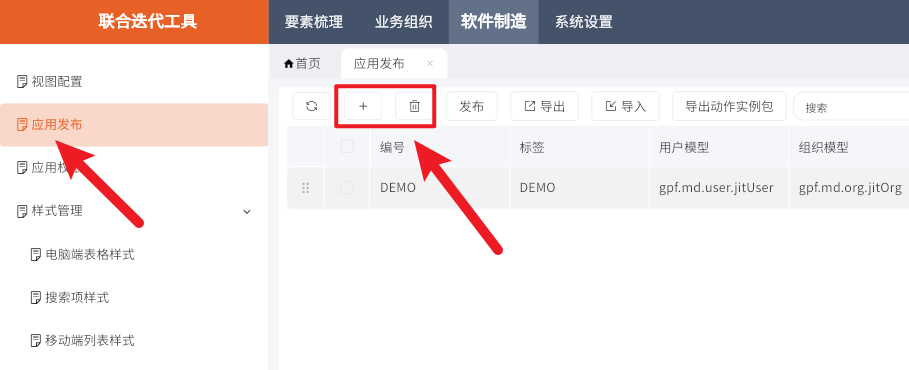 联合迭代工具
要素梳理 业务组织 软件制造 系统设置
首页 应用发布 ×
视图配置
应用发布
应用权
样式管理
电脑端表格样式
搜索项样式
移动端列表样式
+ 发布 导出 导入 导出动作实例包 搜索
编号 标签 用户模型 组织模型
DEMO DEMO gpf.md.user.jitUser gpf.md.org.jitOrg